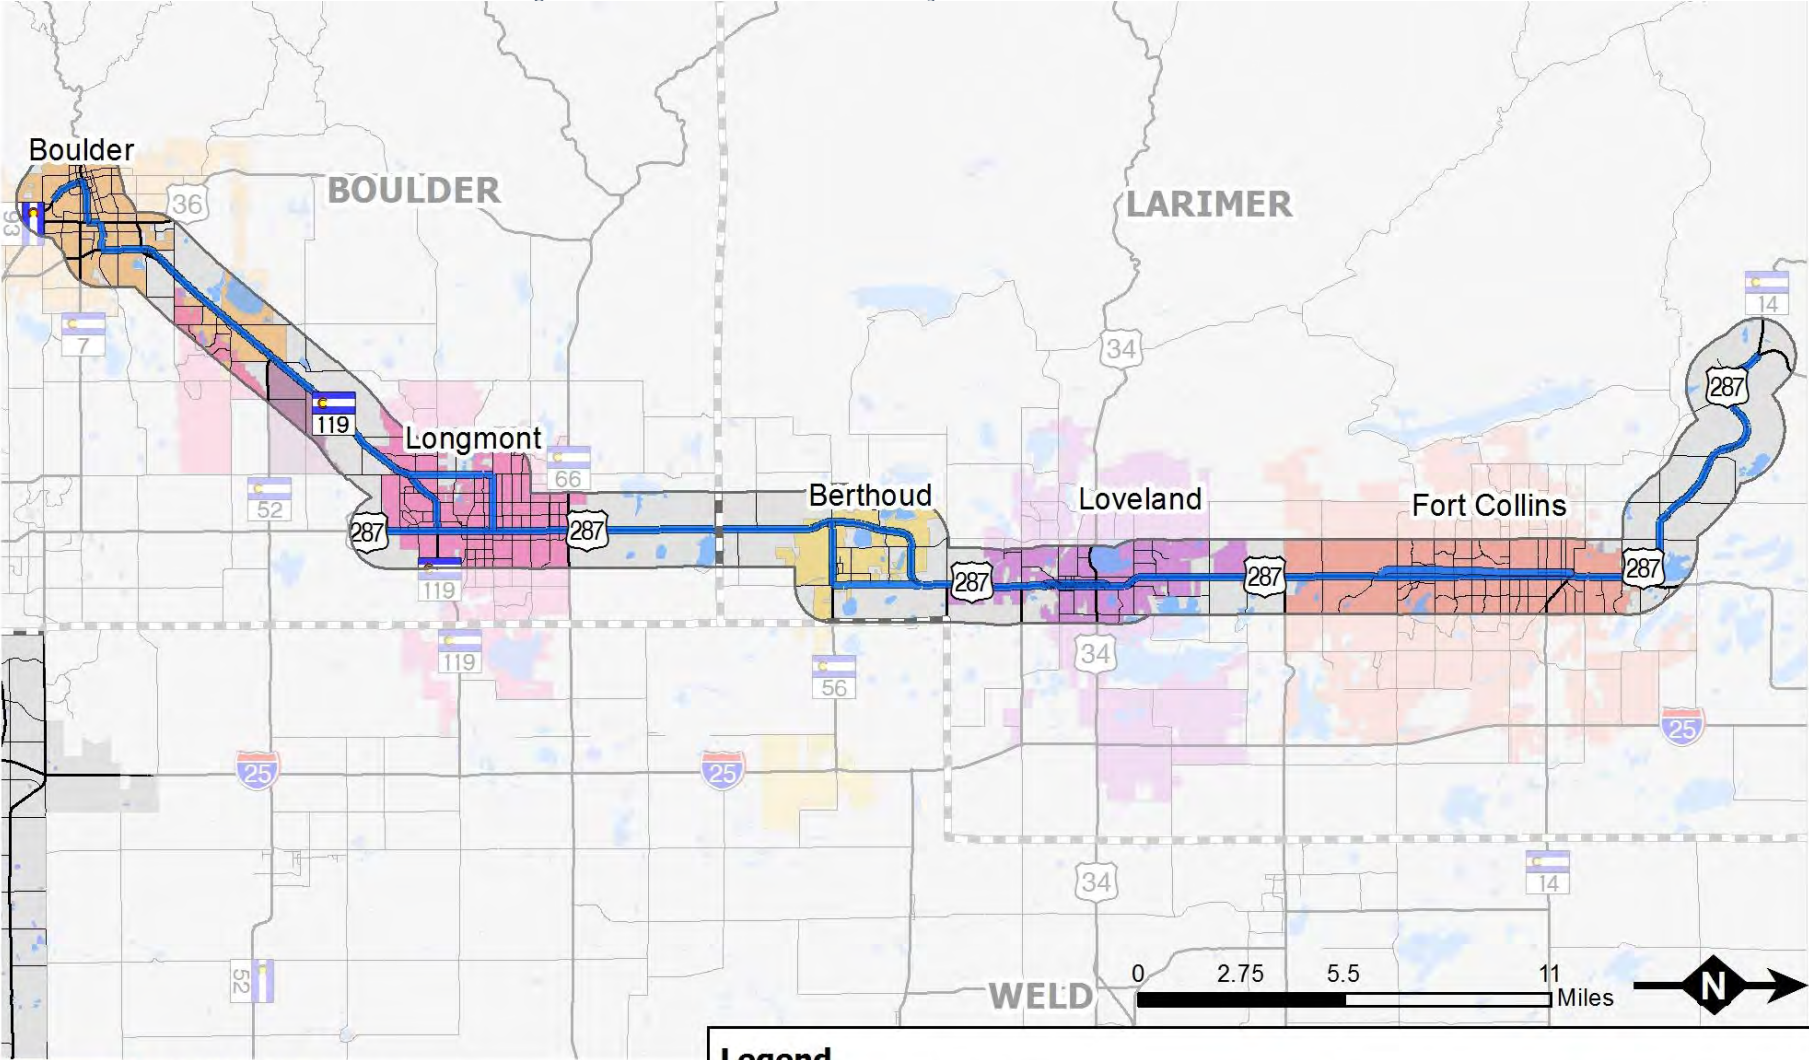 Boulder
36
BOULDER
LARIMER
93
14
7
34
287
119
Longmont
66
52
Berthoud
Loveland
Fort Collins
287
287
287
287
287
119
119
34
56
25
25
25
34
14
52
WELD
0 2.75 5.5 11
Miles
N
Legend